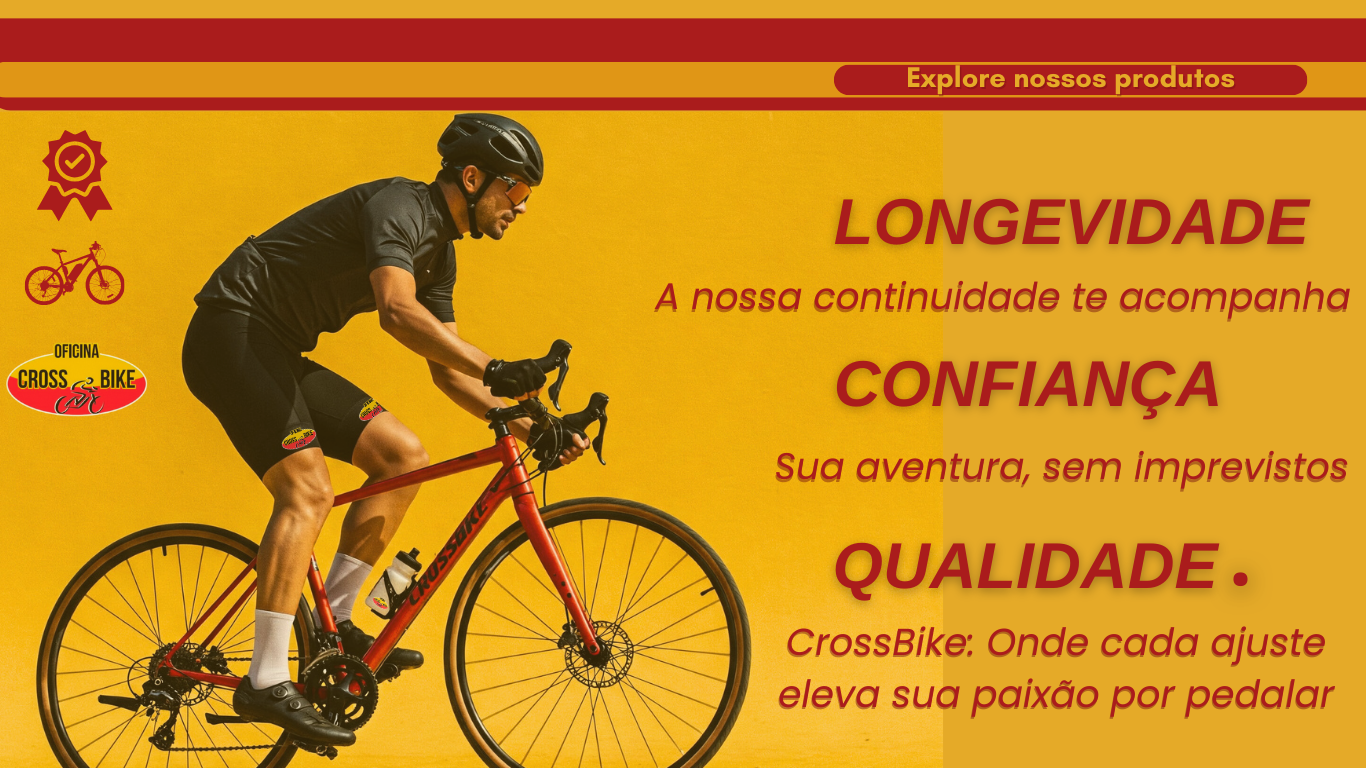 Explore nossos produtos
LONGEVIDADE
A nossa continuidade te acompanha
CONFIANÇA
Sua aventura, sem imprevistos
QUALIDADE.
CrossBike: Onde cada ajuste
eleva sua paixão por pedalar
OFICINA
CROSS BIKE
CROSSBIKE